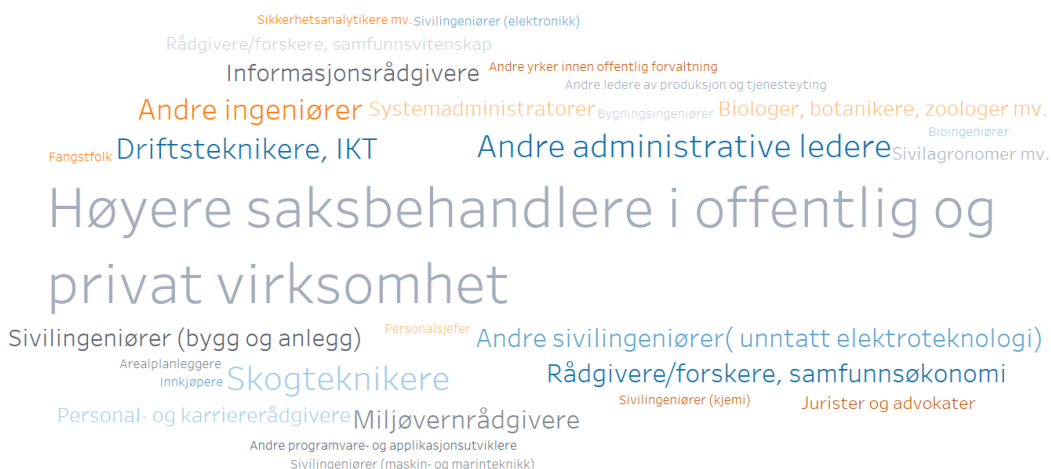 Sikkerhetsanalytikere mv.
Sivilingeniører (elektronikk)
Rådgivere/forskere, samfunnsvitenskap
Informasjonsrådgivere
Andre yrker innen offentlig forvaltning
Andre ledere av produksjon og tjenesteyting
Andre ingeniører
Systemadministratorer
Bygningsingeniører
Biologer, botanikere, zoologer mv.
Bioingeniører
Fangstfolk
Driftsteknikere, IKT
Andre administrative ledere
Sivilagronomer mv.
Høyere saksbehandlere i offentlig og
privat virksomhet
Sivilingeniører (bygg og anlegg)
Personalsjefer
Andre sivilingeniører( unntatt elektroteknologi)
Arealplanleggere
Innkjøpere
Skogteknikere
Rådgivere/forskere, samfunnsøkonomi
Sivilingeniører (kjemi)
Jurister og advokater
Personal- og karriererådgivere
Miljøvernrådgivere
Andre programvare- og applikasjonsutviklere
Sivilingeniører (maskin- og marinteknikk)